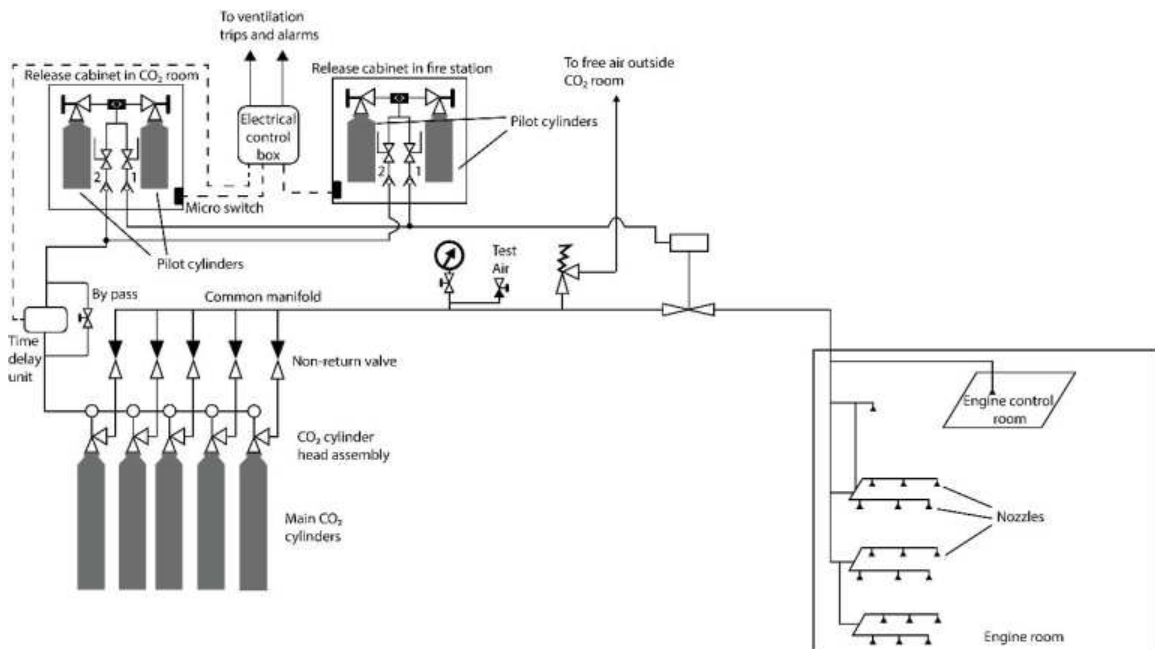 To ventilation
trips and alarms
Release cabinet in CO₂ room
Release cabinet in fire station
To free air outside
CO₂ room
Electrical
control
box
Pilot cylinders
2
1
2
1
Micro switch
Pilot cylinders
Test
Air
By pass
Common manifold
Time
delay
unit
Non-return valve
Engine control
room
CO₂ cylinder
head assembly
Main CO₂
cylinders
Nozzles
Engine room